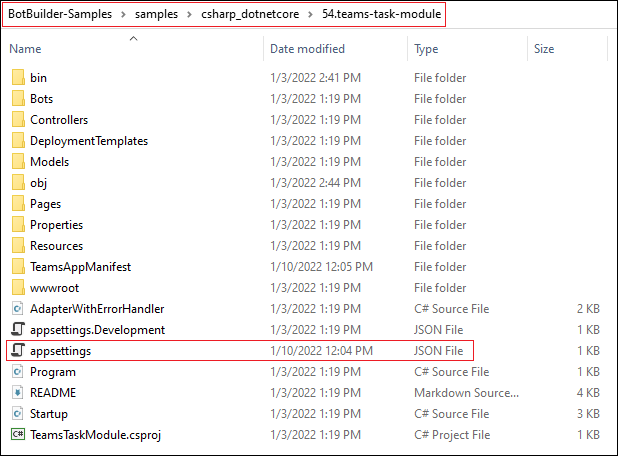 BotBuilder-Samples > samples > csharp_dotnetcore > 54.teams-task-module
Name Date modified Type Size
bin 1/3/2022 2:41 PM File folder
Bots 1/3/2022 1:19 PM File folder
Controllers 1/3/2022 1:19 PM File folder
DeploymentTemplates 1/3/2022 1:19 PM File folder
Models 1/3/2022 1:19 PM File folder
obj 1/3/2022 2:44 PM File folder
Pages 1/3/2022 1:19 PM File folder
Properties 1/3/2022 1:19 PM File folder
Resources 1/3/2022 1:19 PM File folder
TeamsAppManifest 1/10/2022 12:05 PM File folder
wwwroot 1/3/2022 1:19 PM File folder
AdapterWithErrorHandler 1/3/2022 1:19 PM C# Source File 2 KB
appsettings.Development 1/3/2022 1:19 PM JSON File 1 KB
appsettings 1/10/2022 12:04 PM JSON File 1 KB
Program 1/3/2022 1:19 PM C# Source File 1 KB
README 1/3/2022 1:19 PM Markdown Source... 4 KB
Startup 1/3/2022 1:19 PM C# Source File 3 KB
C# TeamsTaskModule.csproj 1/3/2022 1:19 PM C# Project File 1 KB